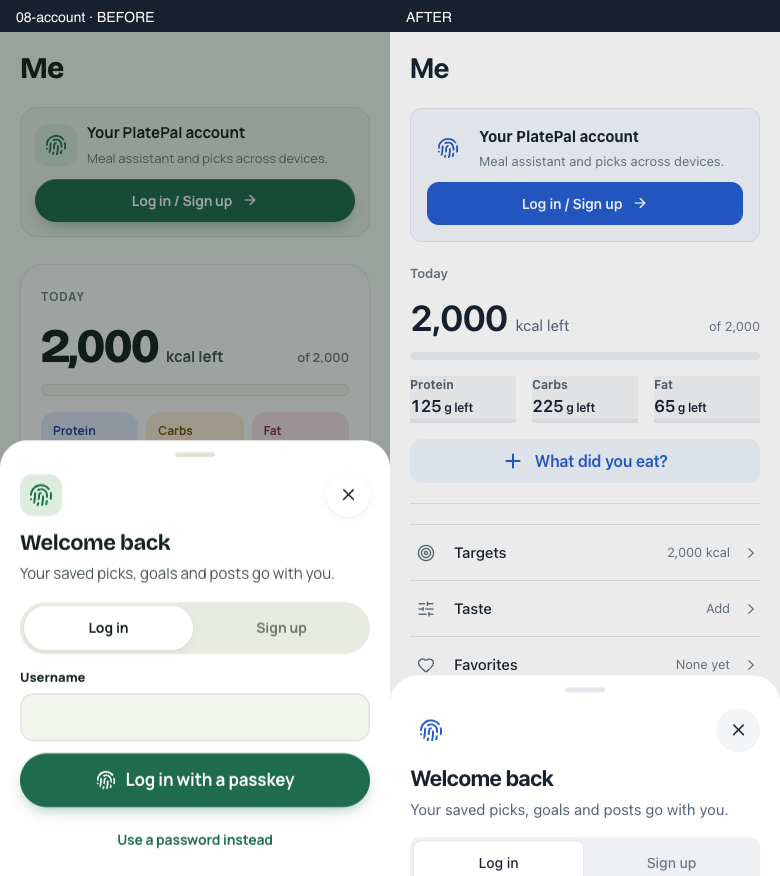 08-account · BEFORE
Me
Your PlatePal account
Meal assistant and picks across devices.
Log in / Sign up
TODAY
2,000 kcal left of 2,000
Protein Carbs Fat
Welcome back
Your saved picks, goals and posts go with you.
Log in Sign up
Username
Log in with a passkey
Use a password instead
AFTER
Me
Your PlatePal account
Meal assistant and picks across devices.
Log in / Sign up
Today
2,000 kcal left of 2,000
Protein Carbs Fat
125 g left 225 g left 65 g left
What did you eat?
Targets 2,000 kcal
Taste Add
Favorites None yet
Welcome back
Your saved picks, goals and posts go with you.
Log in Sign up